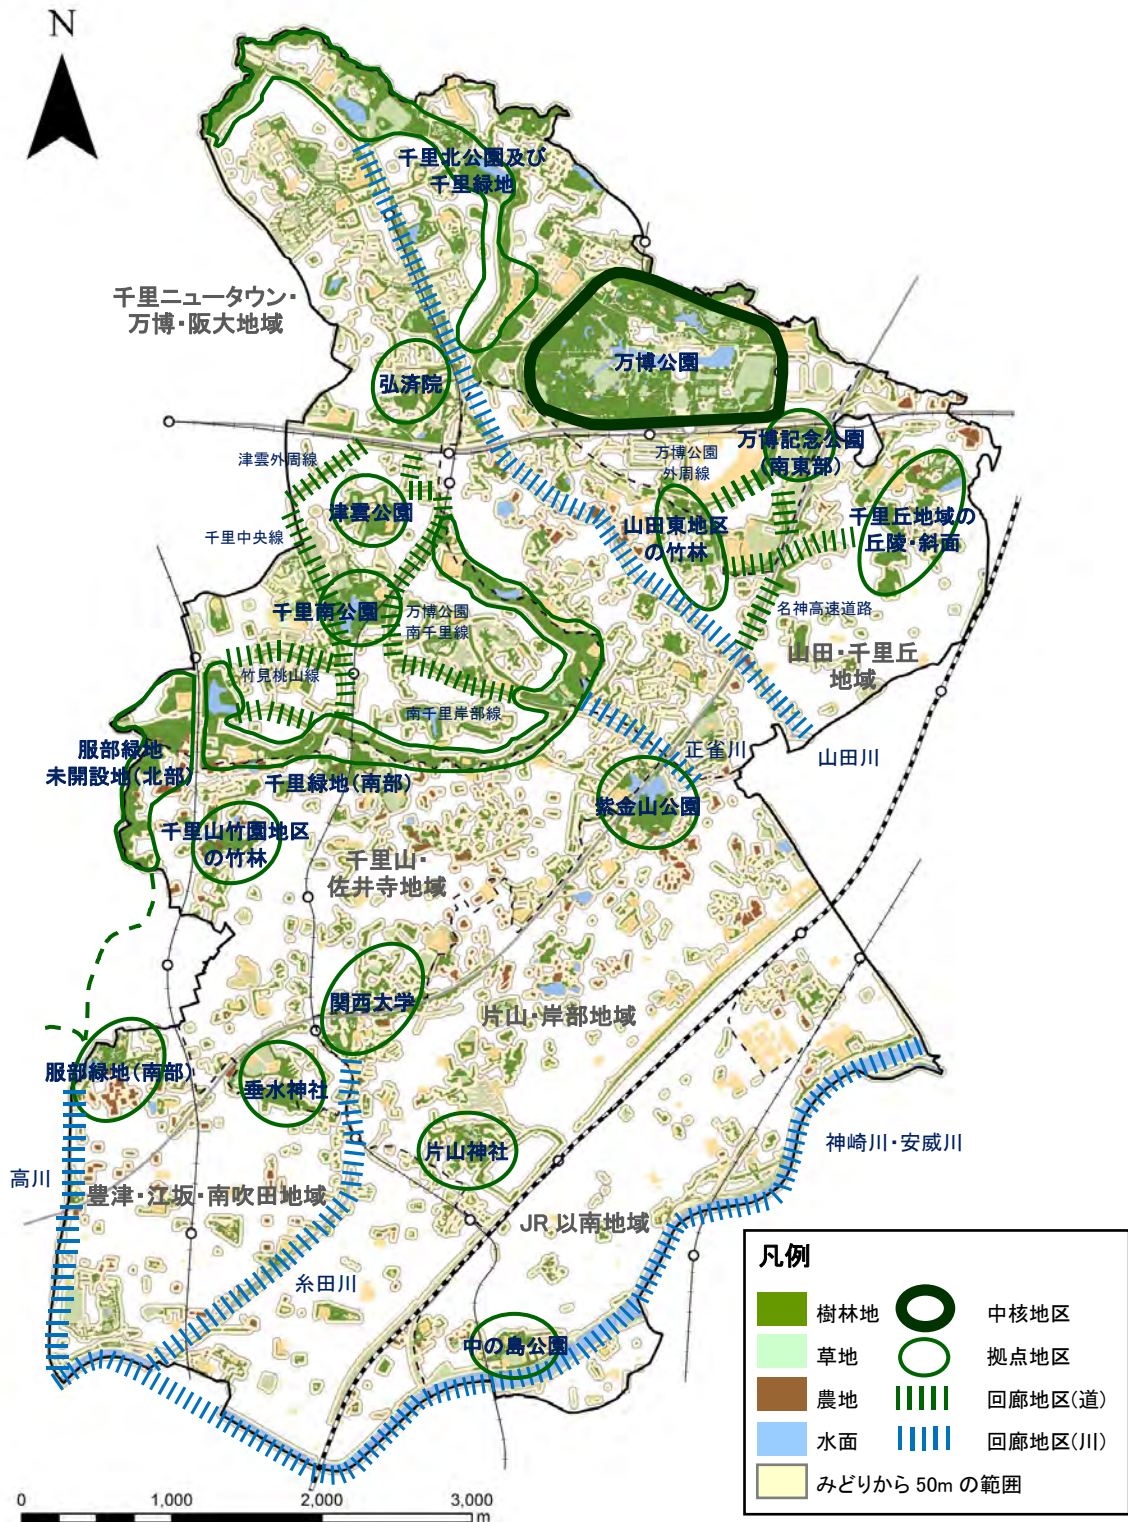 N
千里北公園及び
千里緑地
千里ニュータウン・
万博・阪大地域
万博公園
弘済院
万博記念公園
(南東部)
津雲外周線
万博公園
外周線
津雲公園
山田東地区
の竹林
千里丘地域の
丘陵・斜面
千里中央線
千里南公園
万博公園
南千里線
名神高速道路
山田・千里丘
地域
竹見桃山線
南千里岸部線
服部緑地
未開設地(北部)
千里緑地(南部)
正雀川
山田川
紫金山公園
千里山竹園地区
の竹林
千里山・
佐井寺地域
関西大学
片山・岸部地域
服部緑地(南部)
垂水神社
片山神社
神崎川・安威川
高川
豊津・江坂・南吹田地域
JR 以南地域
糸田川
中の島公園
凡例
樹林地
中核地区
草地
拠点地区
農地
回廊地区(道)
水面
回廊地区(川)
みどりから 50m の範囲
0
1,000
2,000
3,000
m